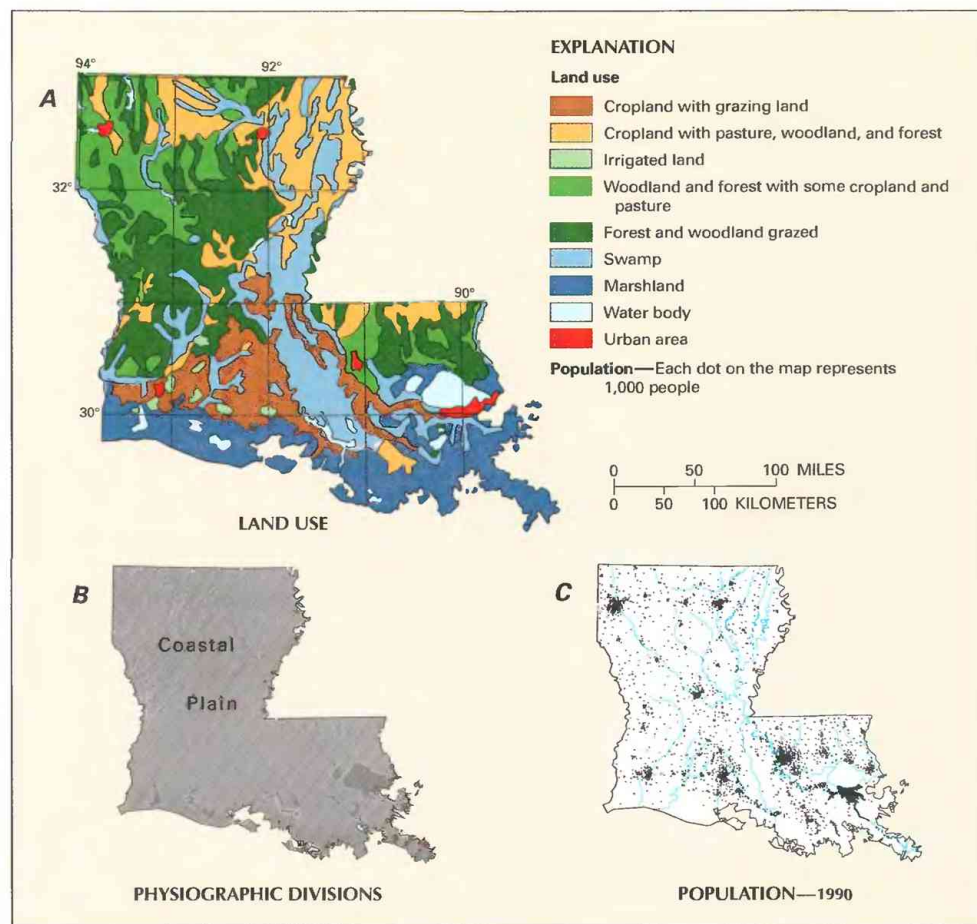 A
94°
92°
32°
30°
90°
LAND USE
EXPLANATION
Land use
Cropland with grazing land
Cropland with pasture, woodland, and forest
Irrigated land
Woodland and forest with some cropland and
pasture
Forest and woodland grazed
Swamp
Marshland
Water body
Urban area
Population—Each dot on the map represents
1,000 people
0 50 100 MILES
0 50 100 KILOMETERS
B
Coastal
Plain
PHYSIOGRAPHIC DIVISIONS
C
POPULATION—1990